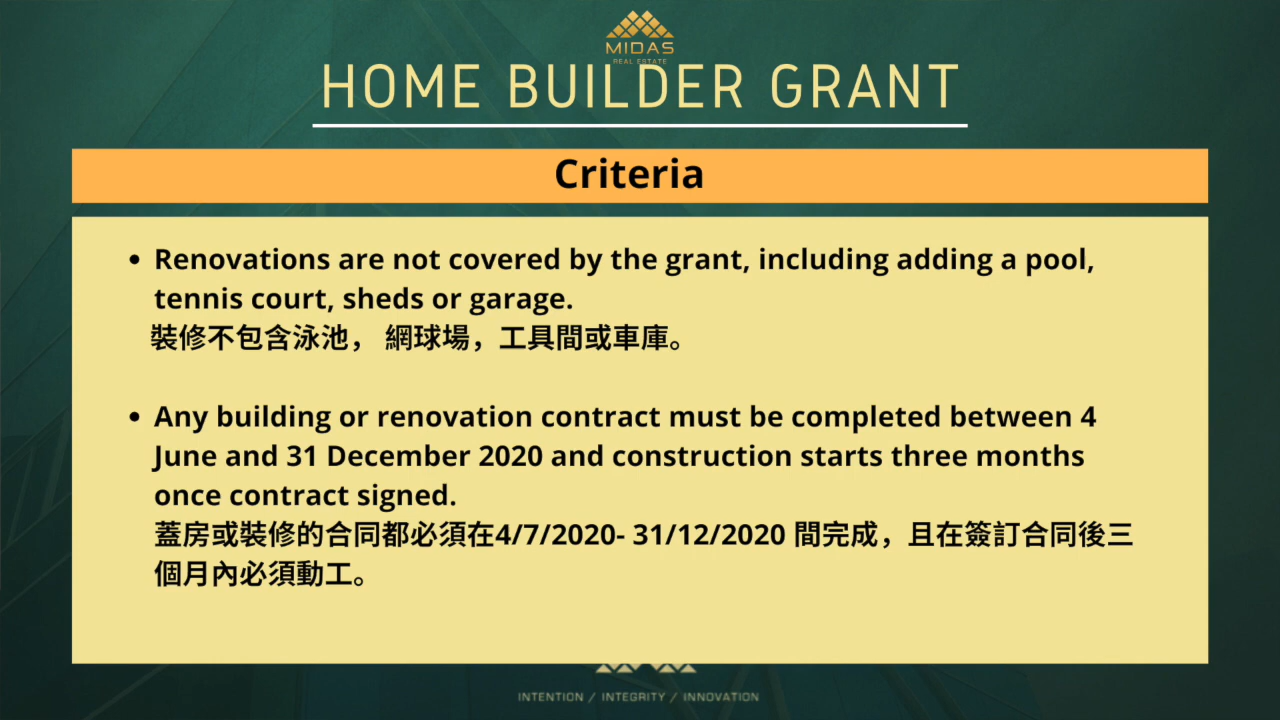 MIDAS
REAL ESTATE
HOME BUILDER GRANT
Criteria
• Renovations are not covered by the grant, including adding a pool,
tennis court, sheds or garage.
裝修不包含泳池， 網球場，工具間或車庫。
• Any building or renovation contract must be completed between 4
June and 31 December 2020 and construction starts three months
once contract signed.
蓋房或裝修的合同都必須在4/7/2020- 31/12/2020 間完成，且在簽訂合同後三
個月內必須動工。
INTENTION / INTEGRITY / INNOVATION